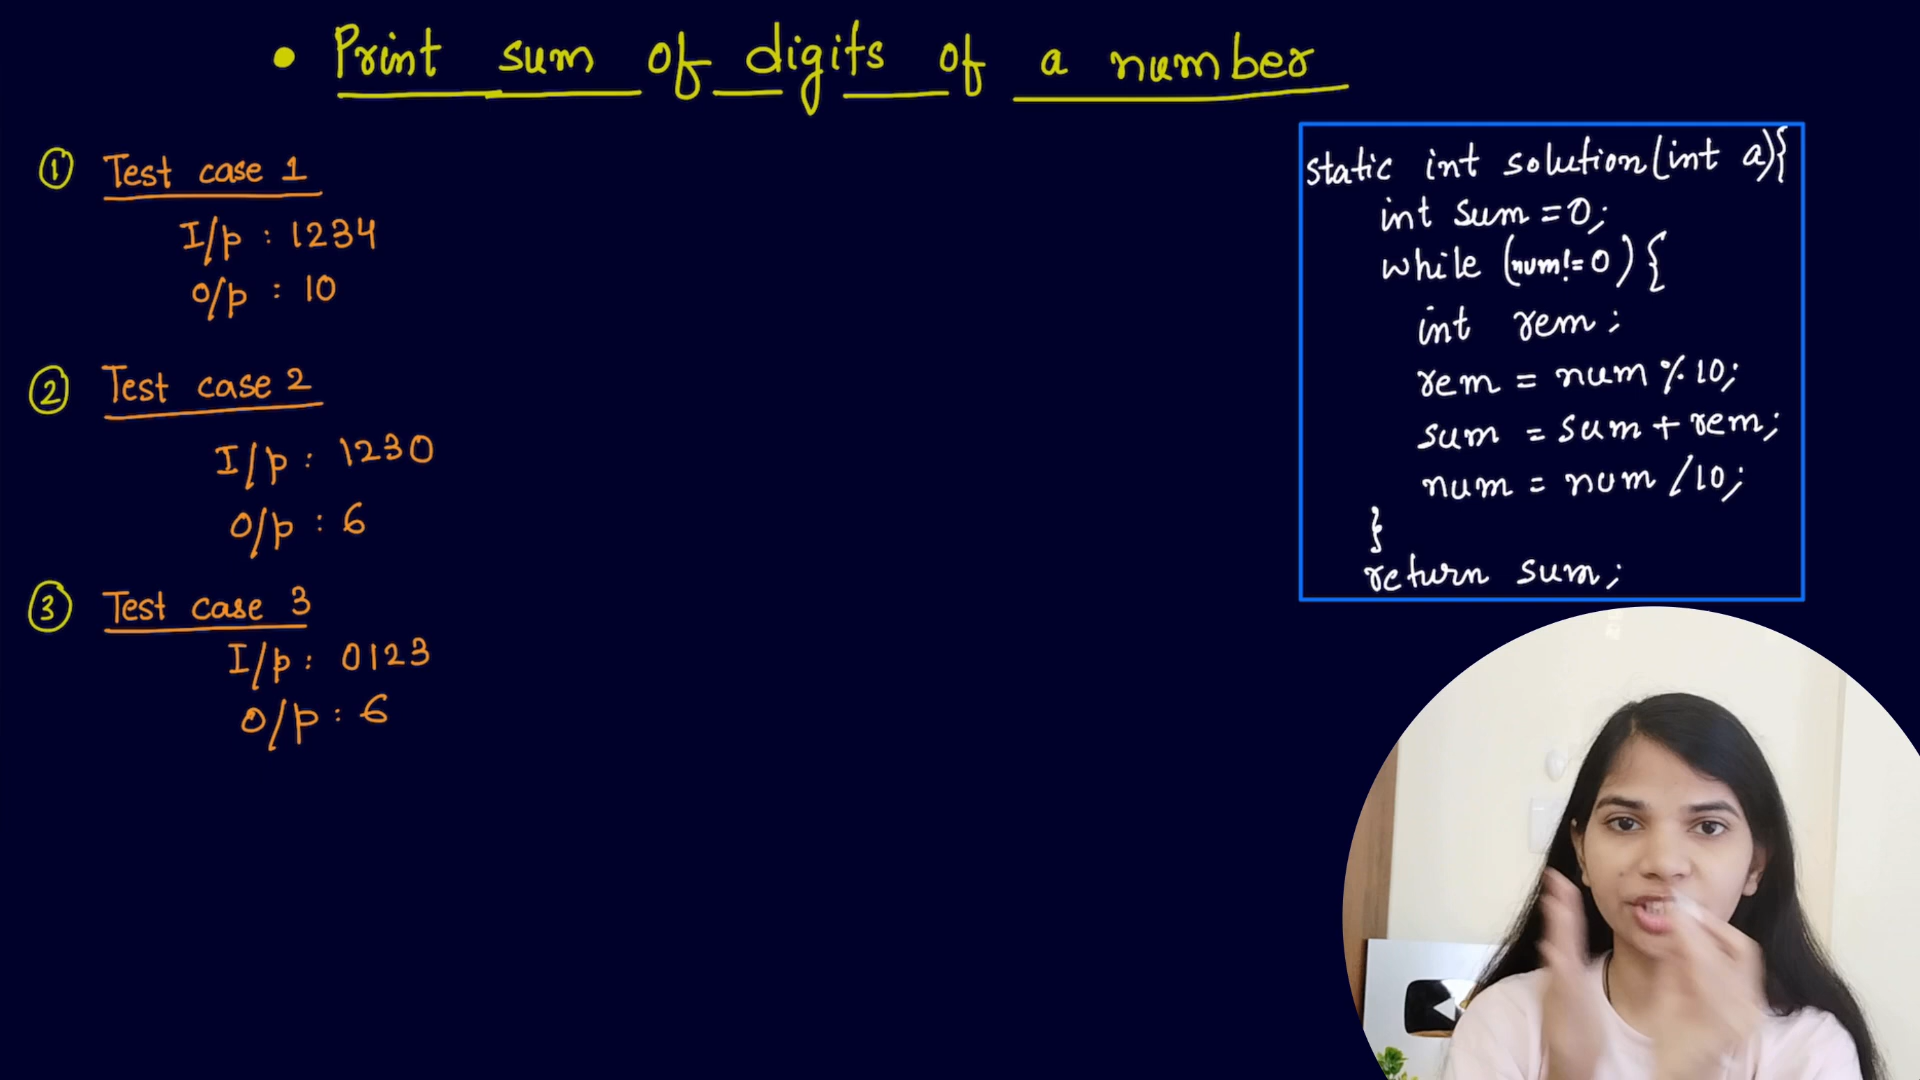 • Print sum of digits of a number
① Test case 1
I/p : 1234
O/p : 10
② Test case 2
I/p : 1230
O/p : 6
③ Test case 3
I/p : 0123
O/p : 6
static int solution(int a){
int sum = 0;
while (num!=0) {
int rem ;
rem = num % 10;
sum = sum + rem;
num = num /10;
}
return sum;